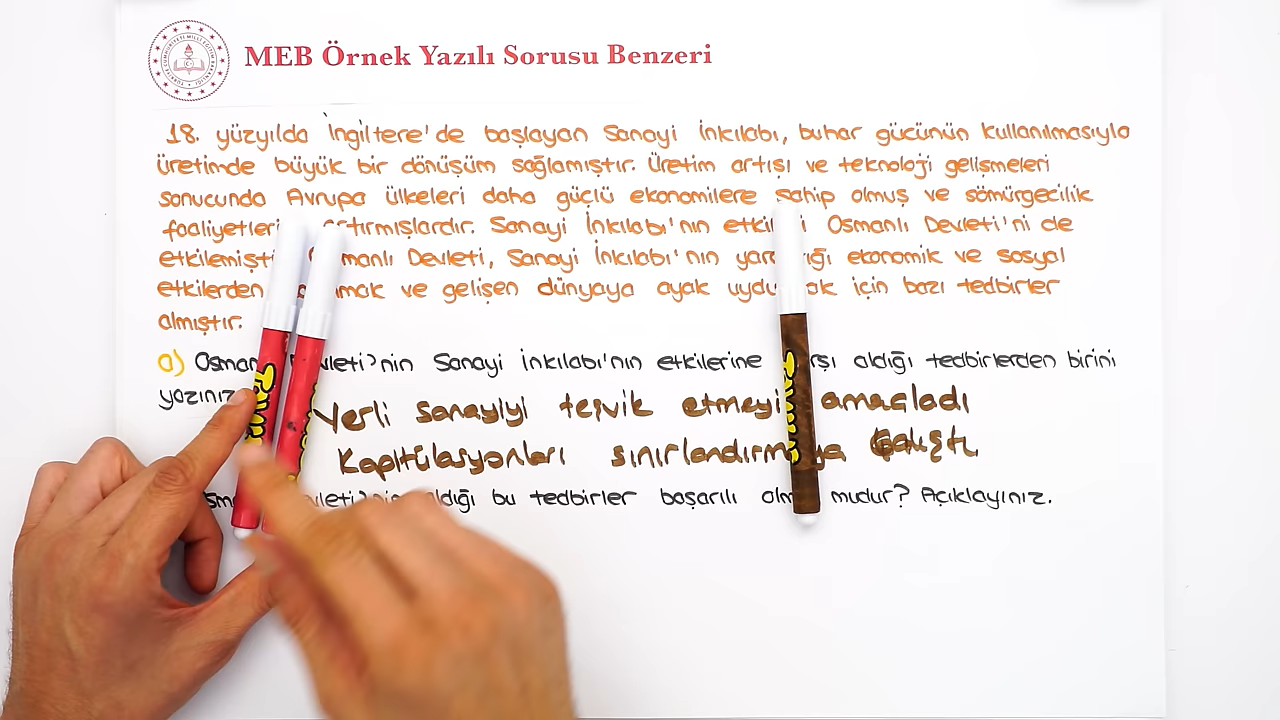 MEB Örnek Yazılı Sorusu Benzeri
18. yüzyılda İngiltere'de başlayan Sanayi İnkılabı, buhar gücünün kullanılmasıyla
üretimde büyük bir dönüşüm sağlamıştır. Üretim artışı ve teknoloji gelişmeleri
sonucunda Avrupa ülkeleri daha güçlü ekonomilere sahip olmuş ve sömürgecilik
faaliyetleri artırmışlardır. Sanayi İnkılabı'nın Osmanlı Devleti'ni de
Devleti, Sanayi İnkılabı'nın ekonomik ve sosyal
etkilerden ve gelişen dünyaya ayak için bazı tedbirler
almıştır.
a) Sanayi İnkılabı'nın etkilerine aldığı tedbirlerden birini
yazınız
Yerli sanayiyi teşvik etmeyi amaçladı
Kapitülasyonları sınırlandırmaya çalıştı
bu tedbirler başarılı mudur? Açıklayınız.